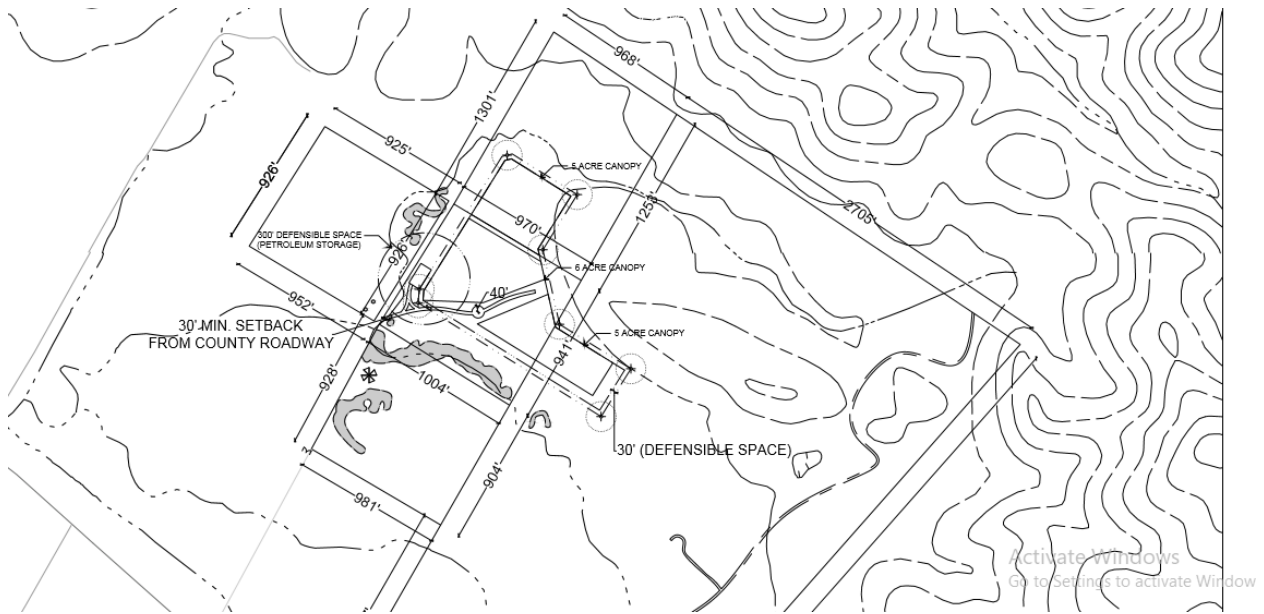 968'
1301'
925'
926'
5 ACRE CANOPY
1253'
2705'
970'
300' DEFENSIBLE SPACE
(PETROLEUM STORAGE)
926'
6 ACRE CANOPY
40'
952'
30' MIN. SETBACK
FROM COUNTY ROADWAY
5 ACRE CANOPY
941'
928'
1004'
30' (DEFENSIBLE SPACE)
904'
981'
Activate Windows
Go to Settings to activate Window